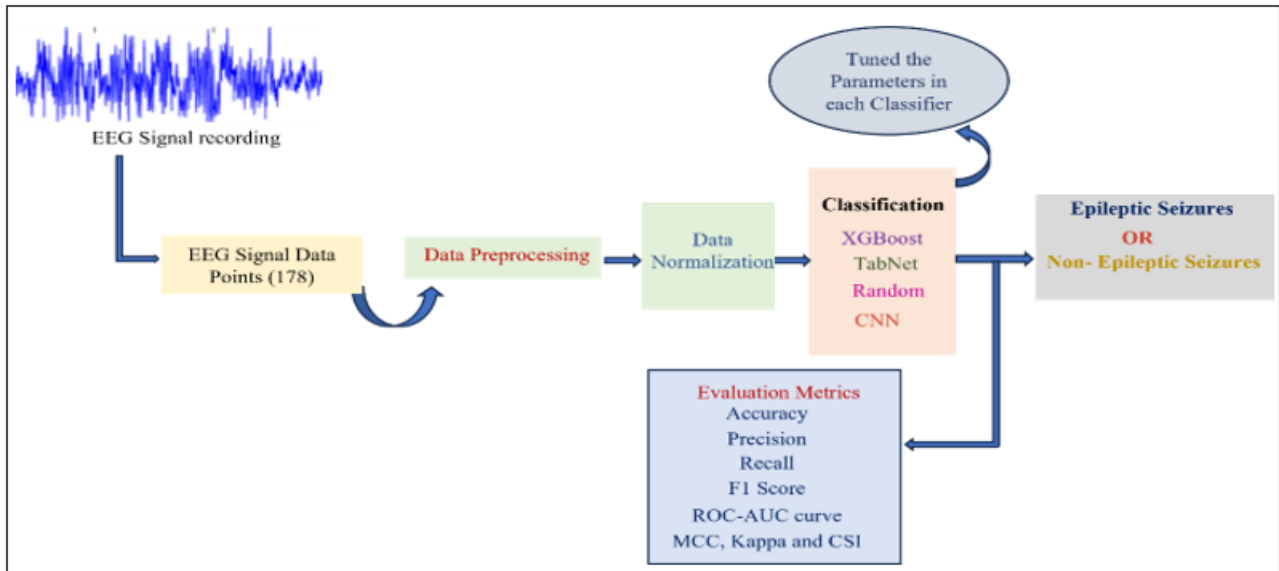 EEG Signal recording
EEG Signal Data
Points (178)
Data Preprocessing
Data
Normalization
Classification
XGBoost
TabNet
Random
CNN
Tuned the
Parameters in
each Classifier
Epileptic Seizures
OR
Non- Epileptic Seizures
Evaluation Metrics
Accuracy
Precision
Recall
F1 Score
ROC-AUC curve
MCC, Kappa and CSI